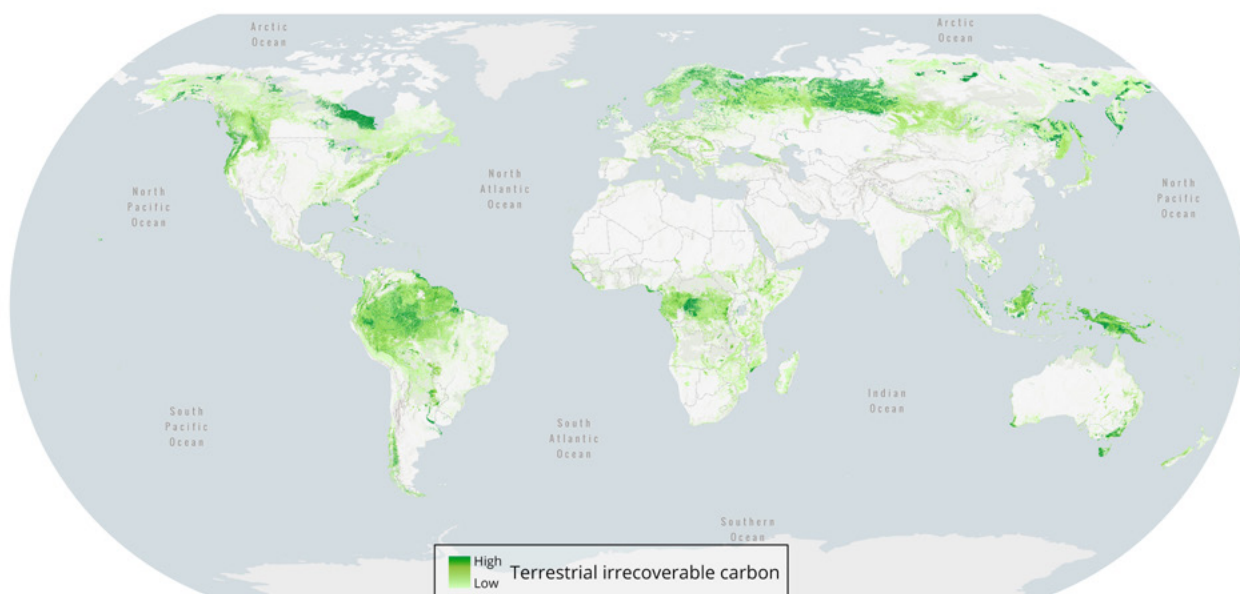 Arctic
Ocean
Arctic
Ocean
North
Pacific
Ocean
North
Atlantic
Ocean
North
Pacific
Ocean
South
Pacific
Ocean
South
Atlantic
Ocean
Indian
Ocean
Southern
Ocean
High
Low
Terrestrial irrecoverable carbon